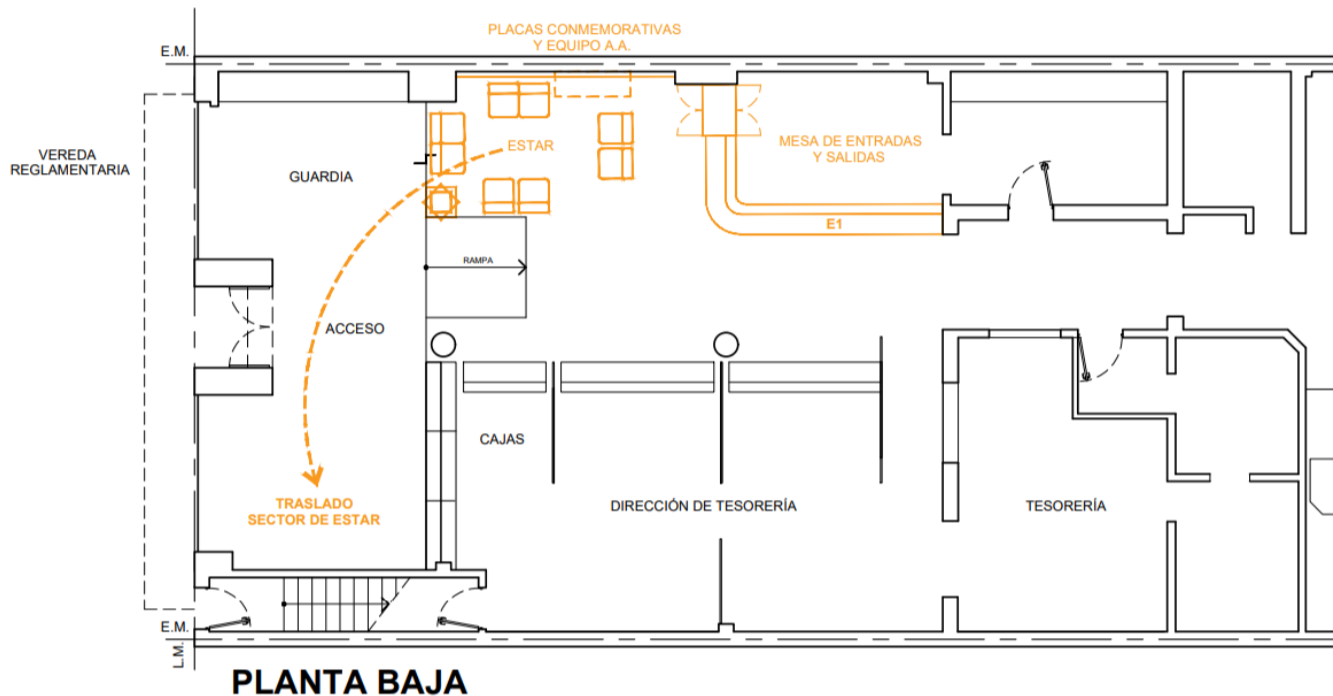 PLACAS CONMEMORATIVAS
Y EQUIPO A.A.
E.M.
VEREDA
REGLAMENTARIA
GUARDIA
ESTAR
MESA DE ENTRADAS
Y SALIDAS
E1
RAMPA
ACCESO
CAJAS
TRASLADO
SECTOR DE ESTAR
DIRECCIÓN DE TESORERÍA
TESORERÍA
E.M.
L.M.
PLANTA BAJA